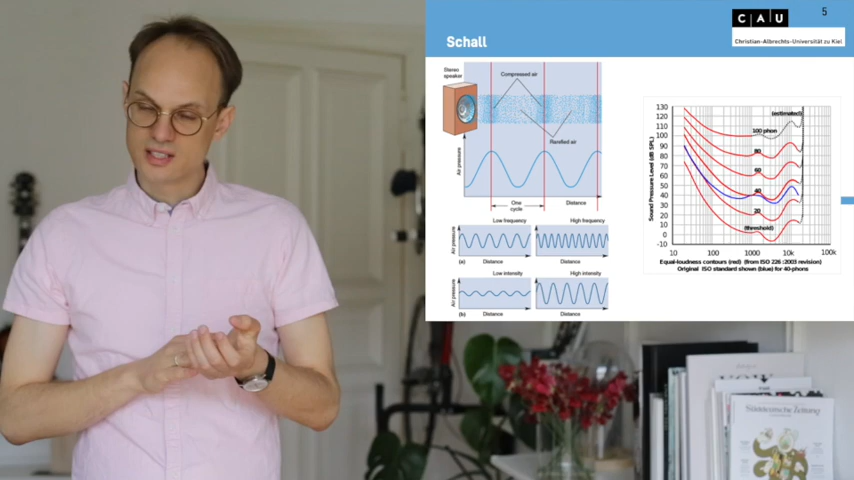 5
C A U
Christian-Albrechts-Universität zu Kiel
Schall
Stereo
speaker
Compressed air
Rarefied air
Air pressure
One
cycle
Distance
Low frequency
High frequency
Air pressure
(a)
Distance
Distance
Low intensity
High intensity
Air pressure
(b)
Distance
Distance
Sound Pressure Level (dB SPL)
130
120
110
100
90
80
70
60
50
40
30
20
10
0
-10
(estimated)
100 phon
80
60
40
20
(threshold)
10
100
1000
10k
100k
Equal-loudness contours (red) (from ISO 226:2003 revision)
Original ISO standard shown (blue) for 40-phons
Süddeutsche Zeitung